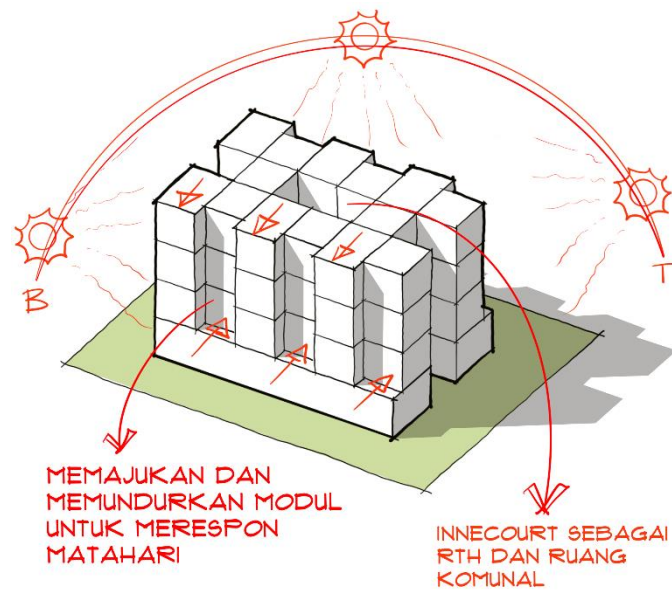 B
T
MEMAJUKAN DAN
MEMUNDURKAN MODUL
UNTUK MERESPON
MATAHARI
INNECOURT SEBAGAI
RTH DAN RUANG
KOMUNAL